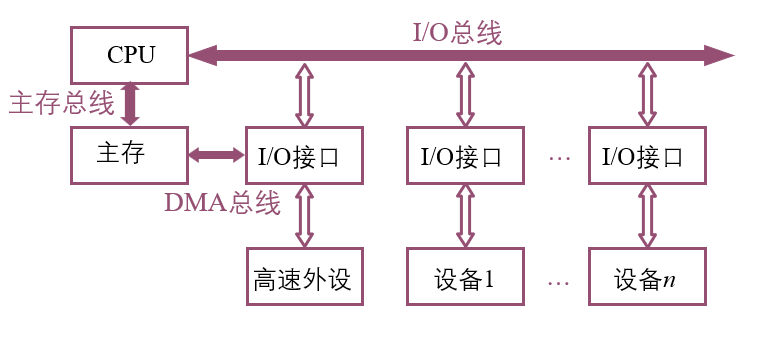 I/O总线
CPU
主存总线
主存
I/O接口
I/O接口
…
I/O接口
DMA总线
高速外设
设备1
…
设备n